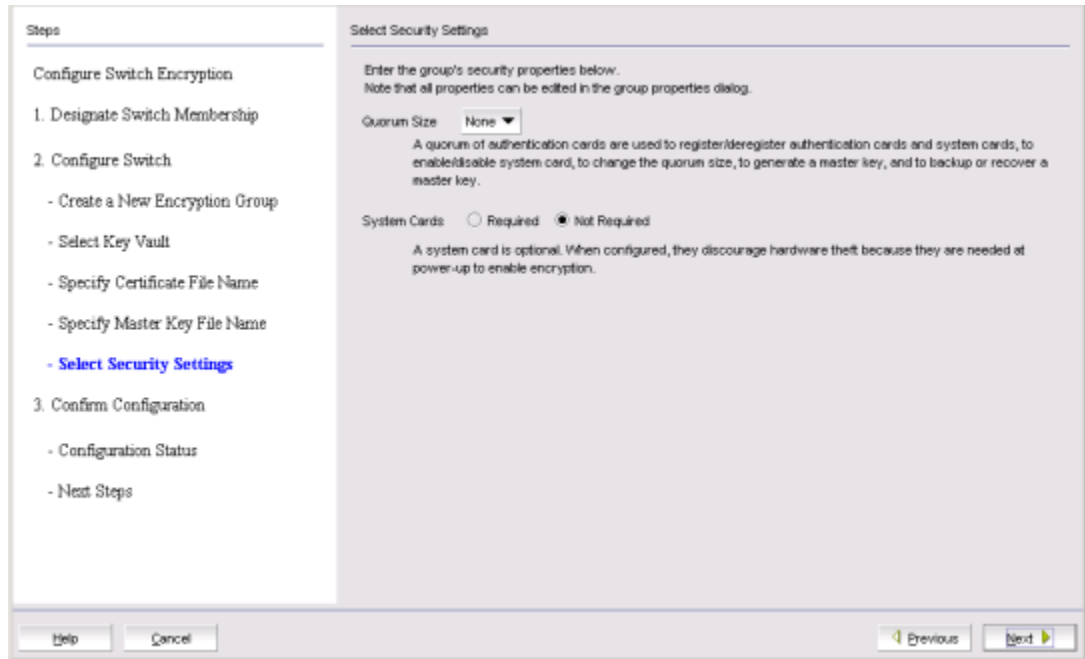 Steps
Configure Switch Encryption
1. Designate Switch Membership
2. Configure Switch
- Create a New Encryption Group
- Select Key Vault
- Specify Certificate File Name
- Specify Master Key File Name
- Select Security Settings
3. Confirm Configuration
- Configuration Status
- Next Steps
Select Security Settings
Enter the group's security properties below.
Note that all properties can be edited in the group properties dialog.
Quorum Size None
A quorum of authentication cards are used to register/deregister authentication cards and system cards, to
enable/disable system card, to change the quorum size, to generate a master key, and to backup or recover a
master key.
System Cards Required Not Required
A system card is optional. When configured, they discourage hardware theft because they are needed at
power-up to enable encryption.
Help Cancel Previous Next